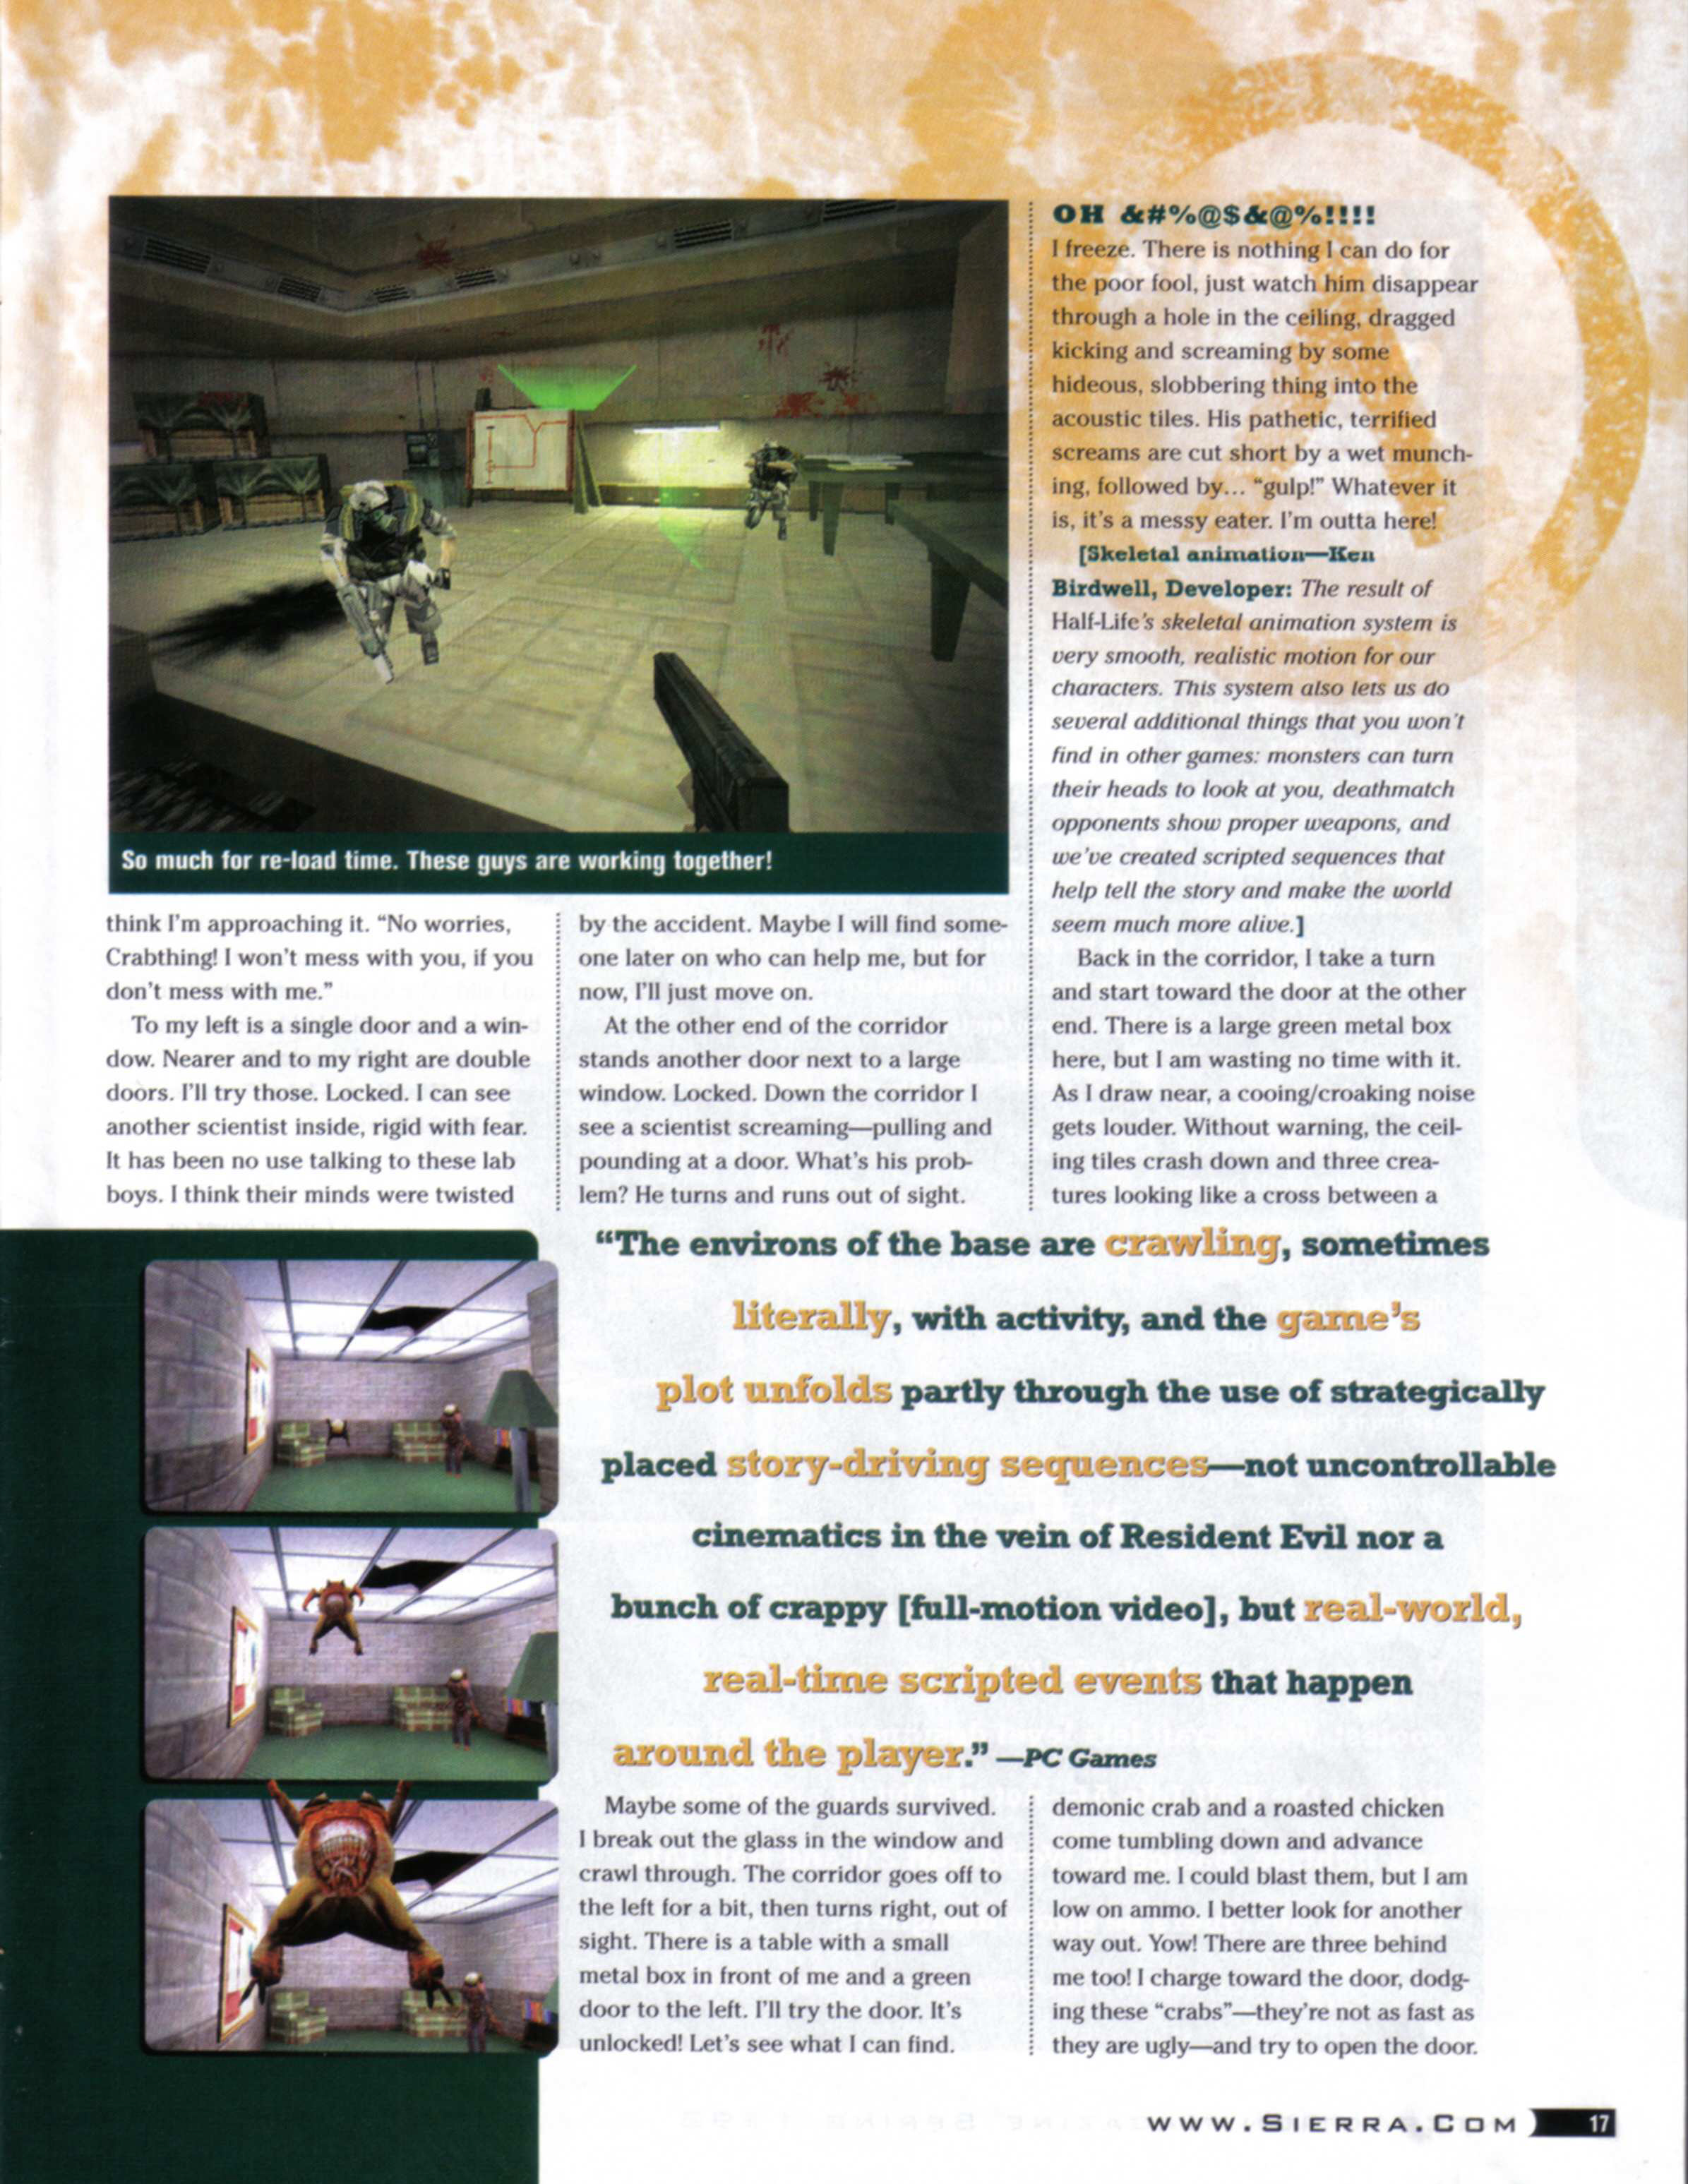 So much for re-load time. These guys are working together!
think I'm approaching it. “No worries,
Crabthing! I won't mess with you, if you
don't mess with me.”
To my left is a single door and a win-
dow. Nearer and to my right are double
doors. I'll try those. Locked. I can see
another scientist inside, rigid with fear.
It has been no use talking to these lab
boys. I think their minds were twisted
by the accident. Maybe I will find some-
one later on who can help me, but for
now, I'll just move on.
At the other end of the corridor
stands another door next to a large
window. Locked. Down the corridor I
see a scientist screaming—pulling and
pounding at a door. What's his prob-
lem? He turns and runs out of sight.
Maybe some of the guards survived.
I break out the glass in the window and
crawl through. The corridor goes off to
the left for a bit, then turns right, out of
sight. There is a table with a small
metal box in front of me and a green
door to the left. I'll try the door. It's
unlocked! Let's see what I can find.
OH &#%@$&@%!!!!
I freeze. There is nothing I can do for
the poor fool, just watch him disappear
through a hole in the ceiling, dragged
kicking and screaming by some
hideous, slobbering thing into the
acoustic tiles. His pathetic, terrified
screams are cut short by a wet munch-
ing, followed by... “gulp!” Whatever it
is, it's a messy eater. I'm outta here!
[Skeletal animation—Ken
Birdwell, Developer: The result of
Half-Life's skeletal animation system is
very smooth, realistic motion for our
characters. This system also lets us do
several additional things that you won't
find in other games: monsters can turn
their heads to look at you, deathmatch
opponents show proper weapons, and
we've created scripted sequences that
help tell the story and make the world
seem much more alive.]
Back in the corridor, I take a turn
and start toward the door at the other
end. There is a large green metal box
here, but I am wasting no time with it.
As I draw near, a cooing/croaking noise
gets louder. Without warning, the ceil-
ing tiles crash down and three crea-
tures looking like a cross between a
demonic crab and a roasted chicken
come tumbling down and advance
toward me. I could blast them, but I am
low on ammo. I better look for another
way out. Yow! There are three behind
me too! I charge toward the door, dodg-
ing these “crabs”—they're not as fast as
they are ugly—and try to open the door.
“The environs of the base are crawling, sometimes
literally, with activity, and the game's
plot unfolds partly through the use of strategically
placed story-driving sequences—not uncontrollable
cinematics in the vein of Resident Evil nor a
bunch of crappy [full-motion video], but real-world,
real-time scripted events that happen
around the player.” —PC Games
WWW.SIERRA.COM 17